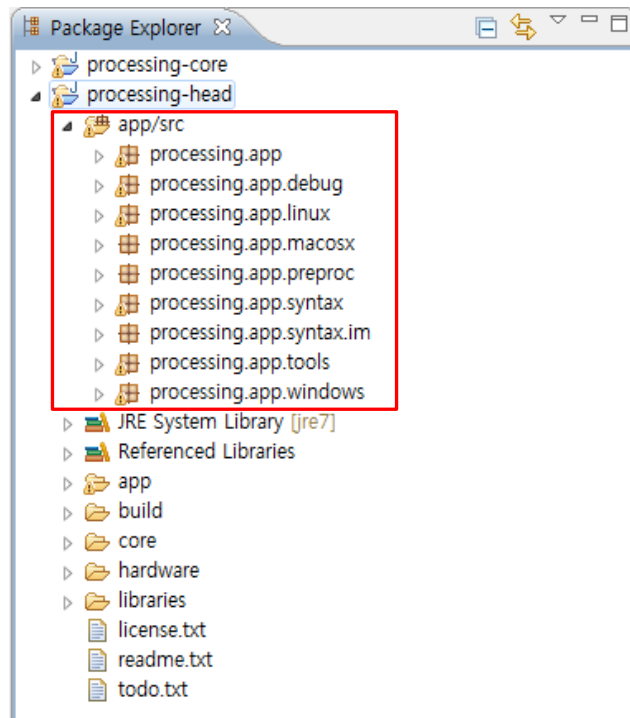 Package Explorer
processing-core
processing-head
app/src
processing.app
processing.app.debug
processing.app.linux
processing.app.macosx
processing.app.preproc
processing.app.syntax
processing.app.syntax.im
processing.app.tools
processing.app.windows
JRE System Library [jre7]
Referenced Libraries
app
build
core
hardware
libraries
license.txt
readme.txt
todo.txt